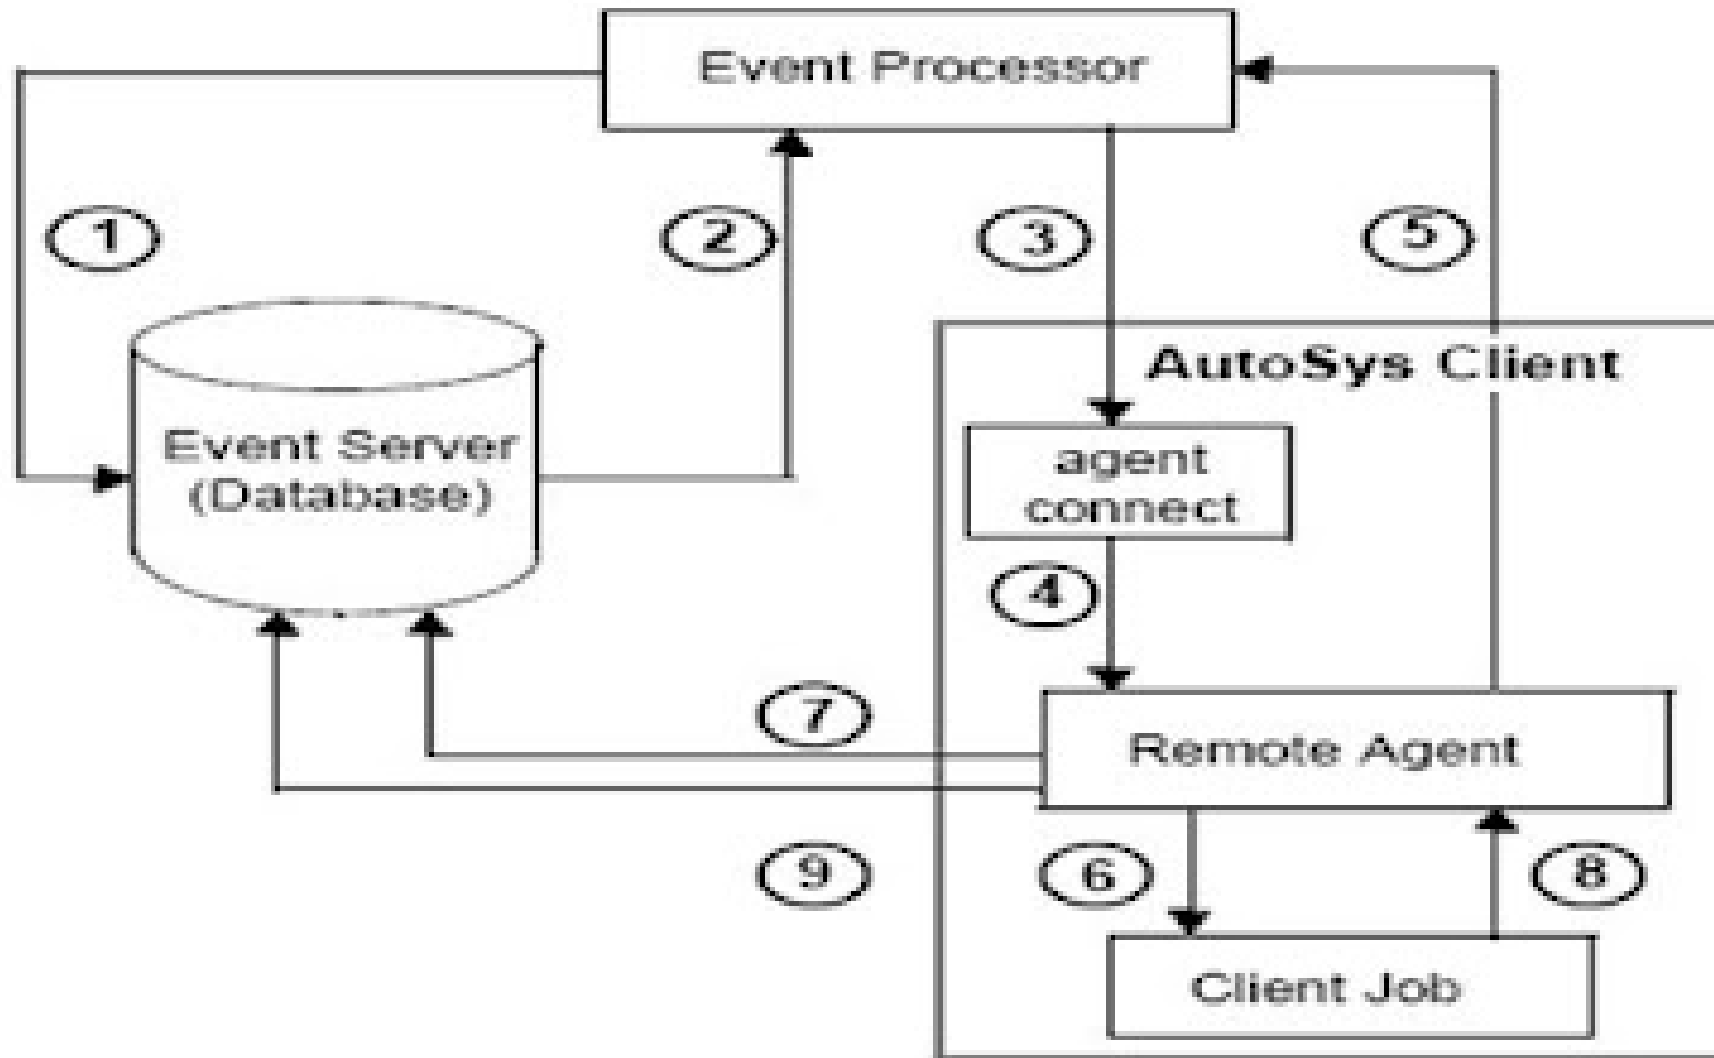 Event Processor
1
2
3
5
AutoSys Client
Event Server
(Database)
agent
connect
4
7
Remote Agent
9
6
8
Client Job